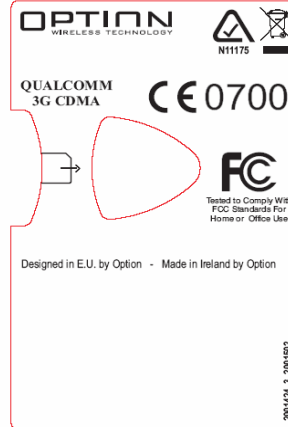 OPTION
WIRELESS TECHNOLOGY
N11175
QUALCOMM
3G CDMA
CE 0700
FC
Tested to Comply With
FCC Standards For
Home or Office Use
Designed in E.U. by Option - Made in Ireland by Option